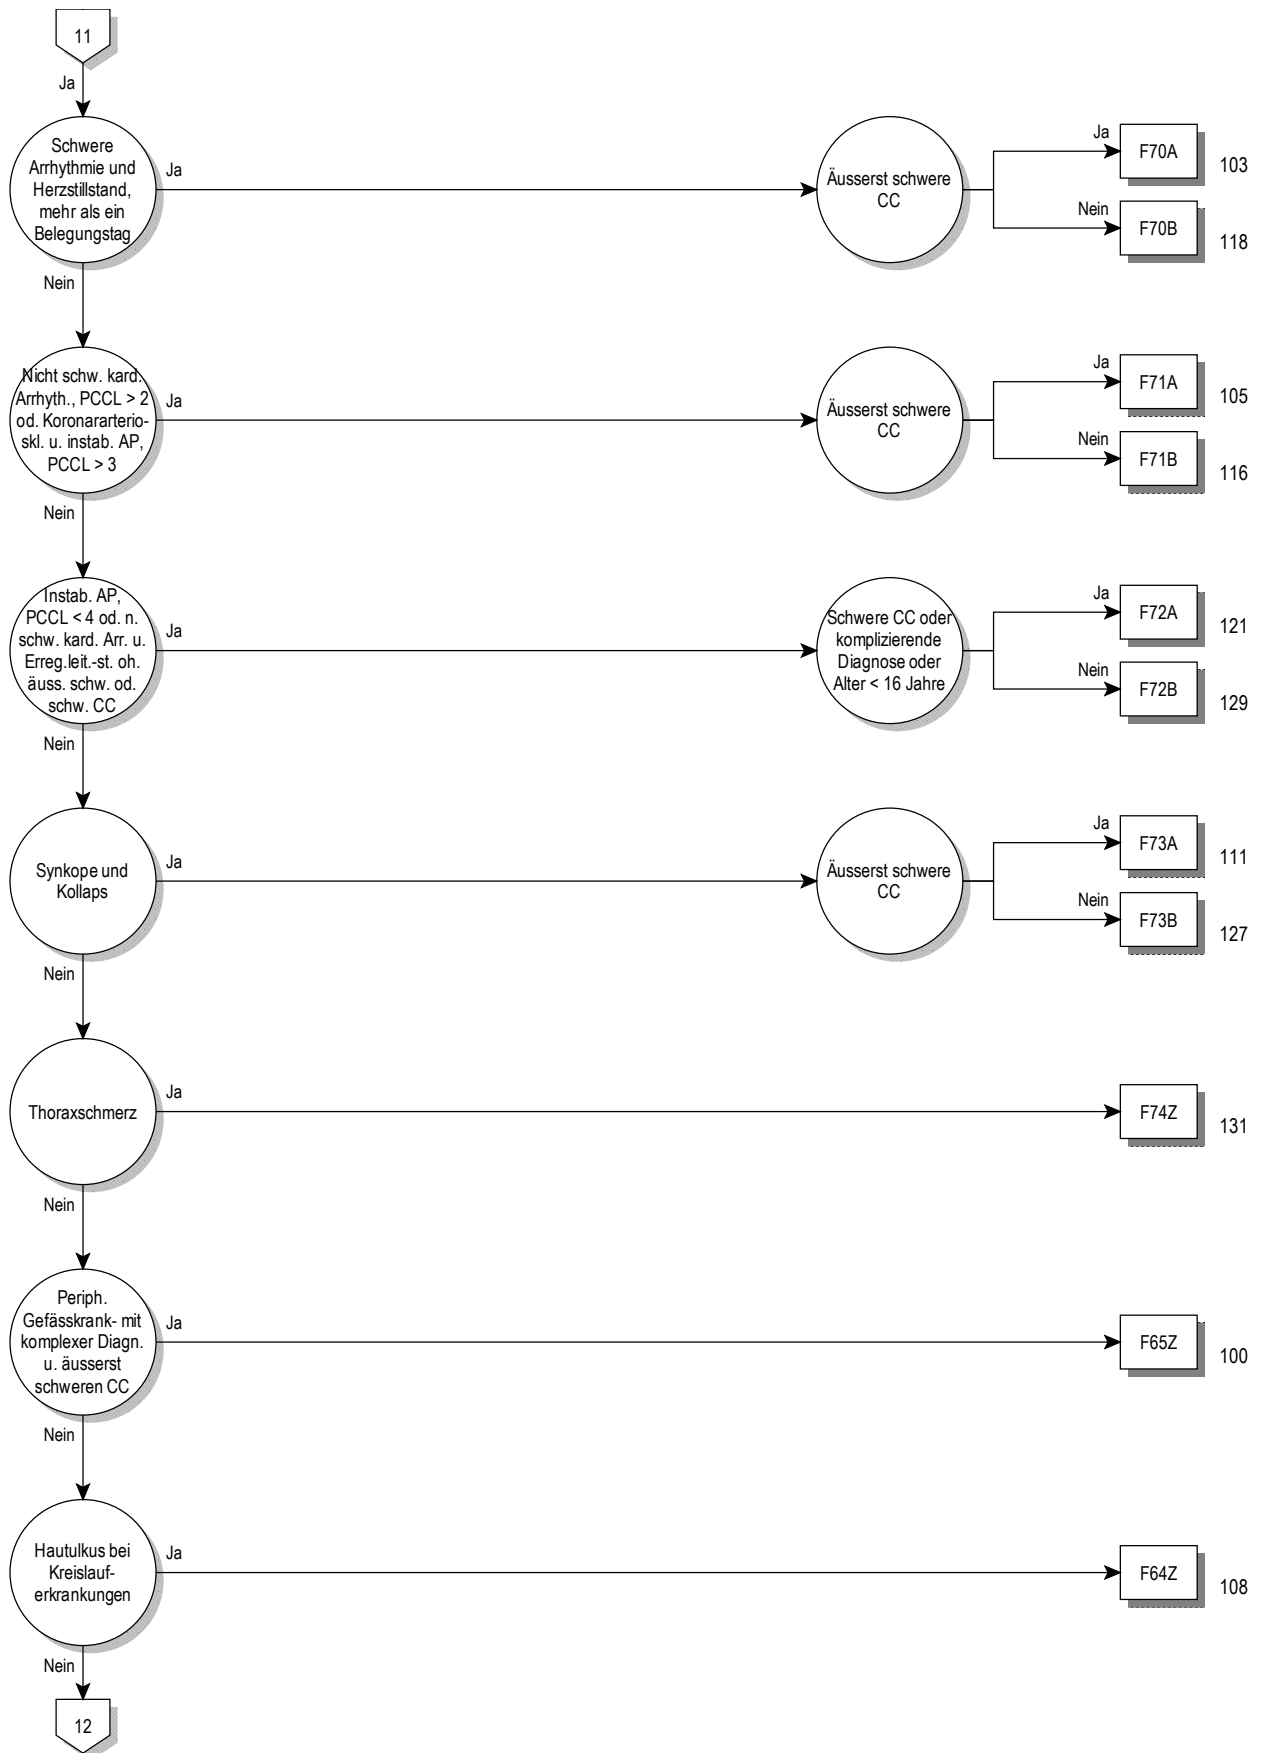 11
Ja
Schwere
Arrhythmie und
Herzstillstand,
mehr als ein
Belegungstag
Ja
Äusserst schwere
CC
Ja
F70A
103
Nein
F70B
118
Nein
Nicht schw. kard.
Arrhyth., PCCL > 2
od. Koronararterio-
skl. u. instab. AP,
PCCL > 3
Ja
Äusserst schwere
CC
Ja
F71A
105
Nein
F71B
116
Nein
Instab. AP,
PCCL < 4 od. n.
schw. kard. Arr. u.
Erreg.leit.-st. oh.
äuss. schw. od.
schw. CC
Ja
Schwere CC oder
komplizierende
Diagnose oder
Alter < 16 Jahre
Ja
F72A
121
Nein
F72B
129
Nein
Synkope und
Kollaps
Ja
Äusserst schwere
CC
Ja
F73A
111
Nein
F73B
127
Nein
Thoraxschmerz
Ja
F74Z
131
Nein
Periph.
Gefässkrank- mit
komplexer Diagn.
u. äusserst
schweren CC
Ja
F65Z
100
Nein
Hautulkus bei
Kreislauf-
erkrankungen
Ja
F64Z
108
Nein
12